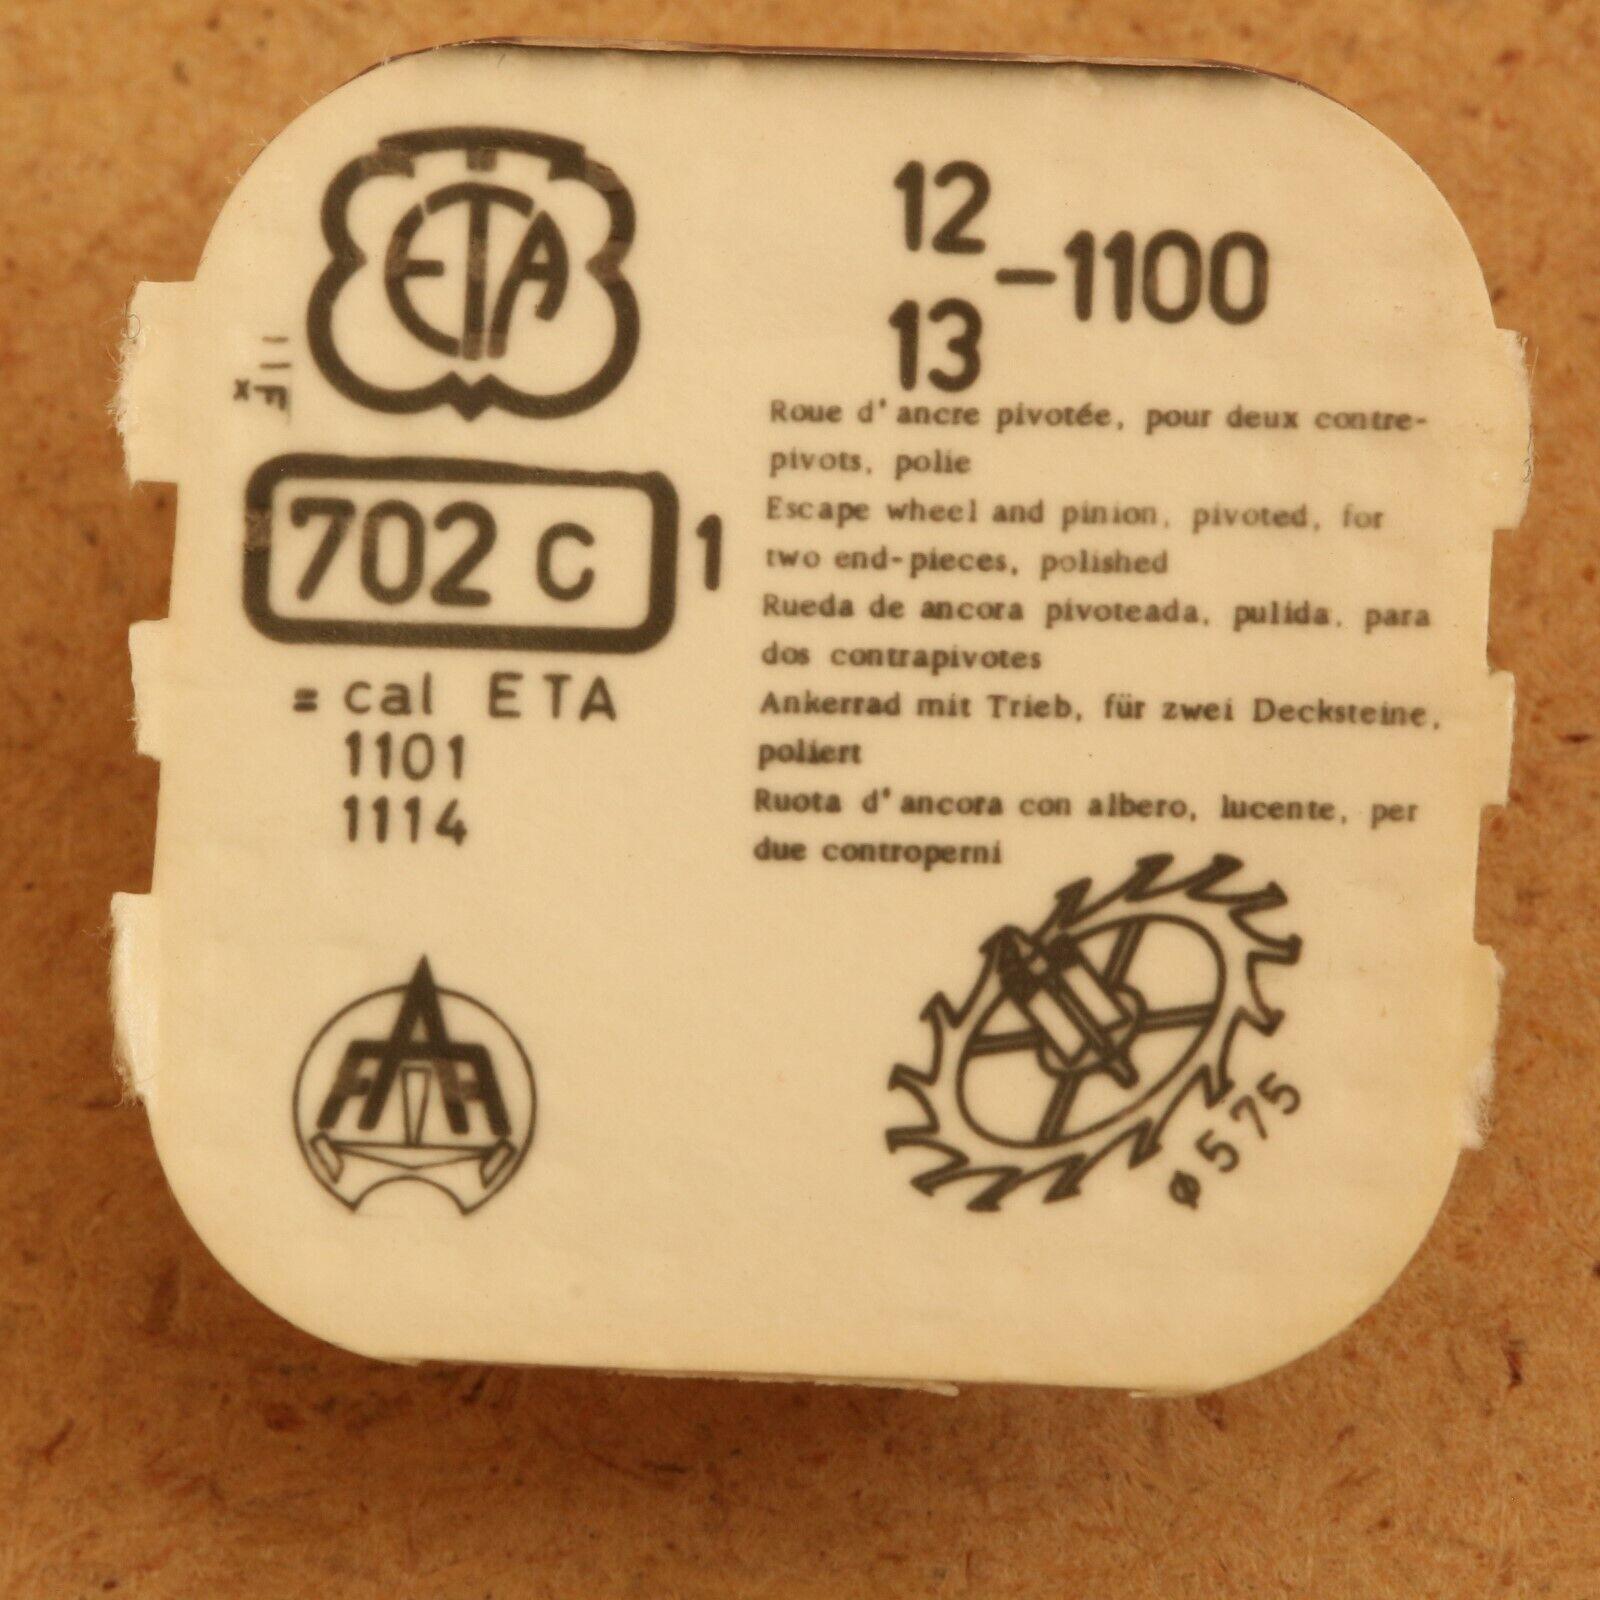 ETA
12
13
-1100
702 C 1
= cal ETA
1101
1114
Roue d'ancre pivotée, pour deux contre-
pivots, polie
Escape wheel and pinion, pivoted, for
two end-pieces, polished
Rueda de ancora pivoteada, pulida, para
dos contrapivotes
Ankerrad mit Trieb, für zwei Decksteine,
poliert
Ruota d'ancora con albero, lucente, per
due controperni
ø 575